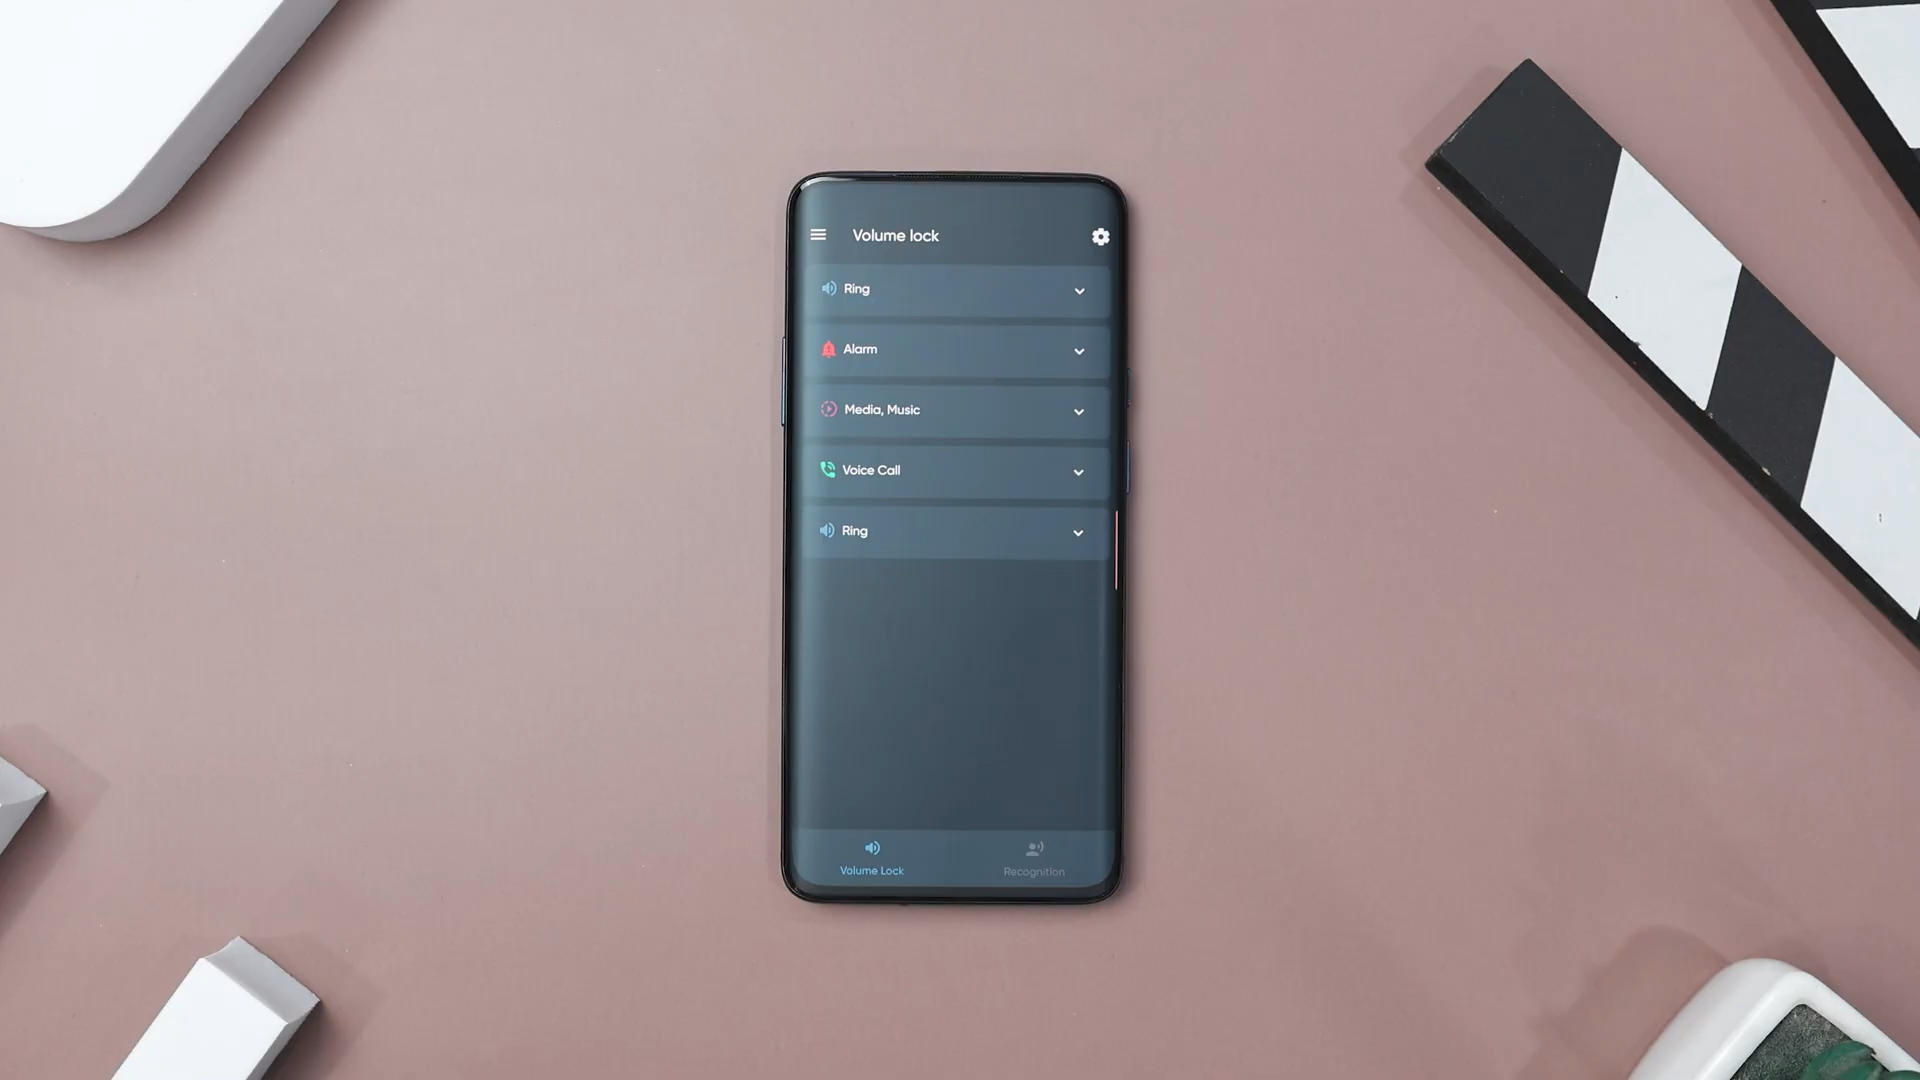 Volume lock
Ring
Alarm
Media, Music
Voice Call
Ring
Volume Lock
Recognition